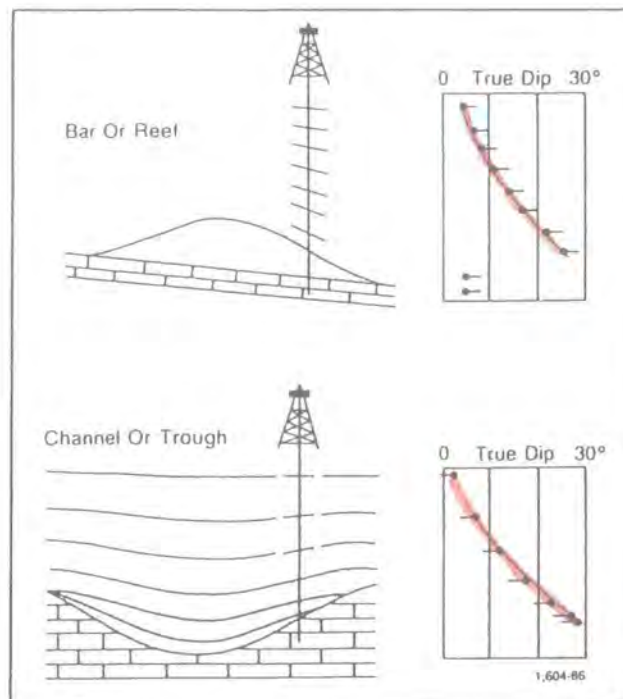 0 True Dip 30°
Bar Or Reef
Channel Or Trough
0 True Dip 30°
1,604-86